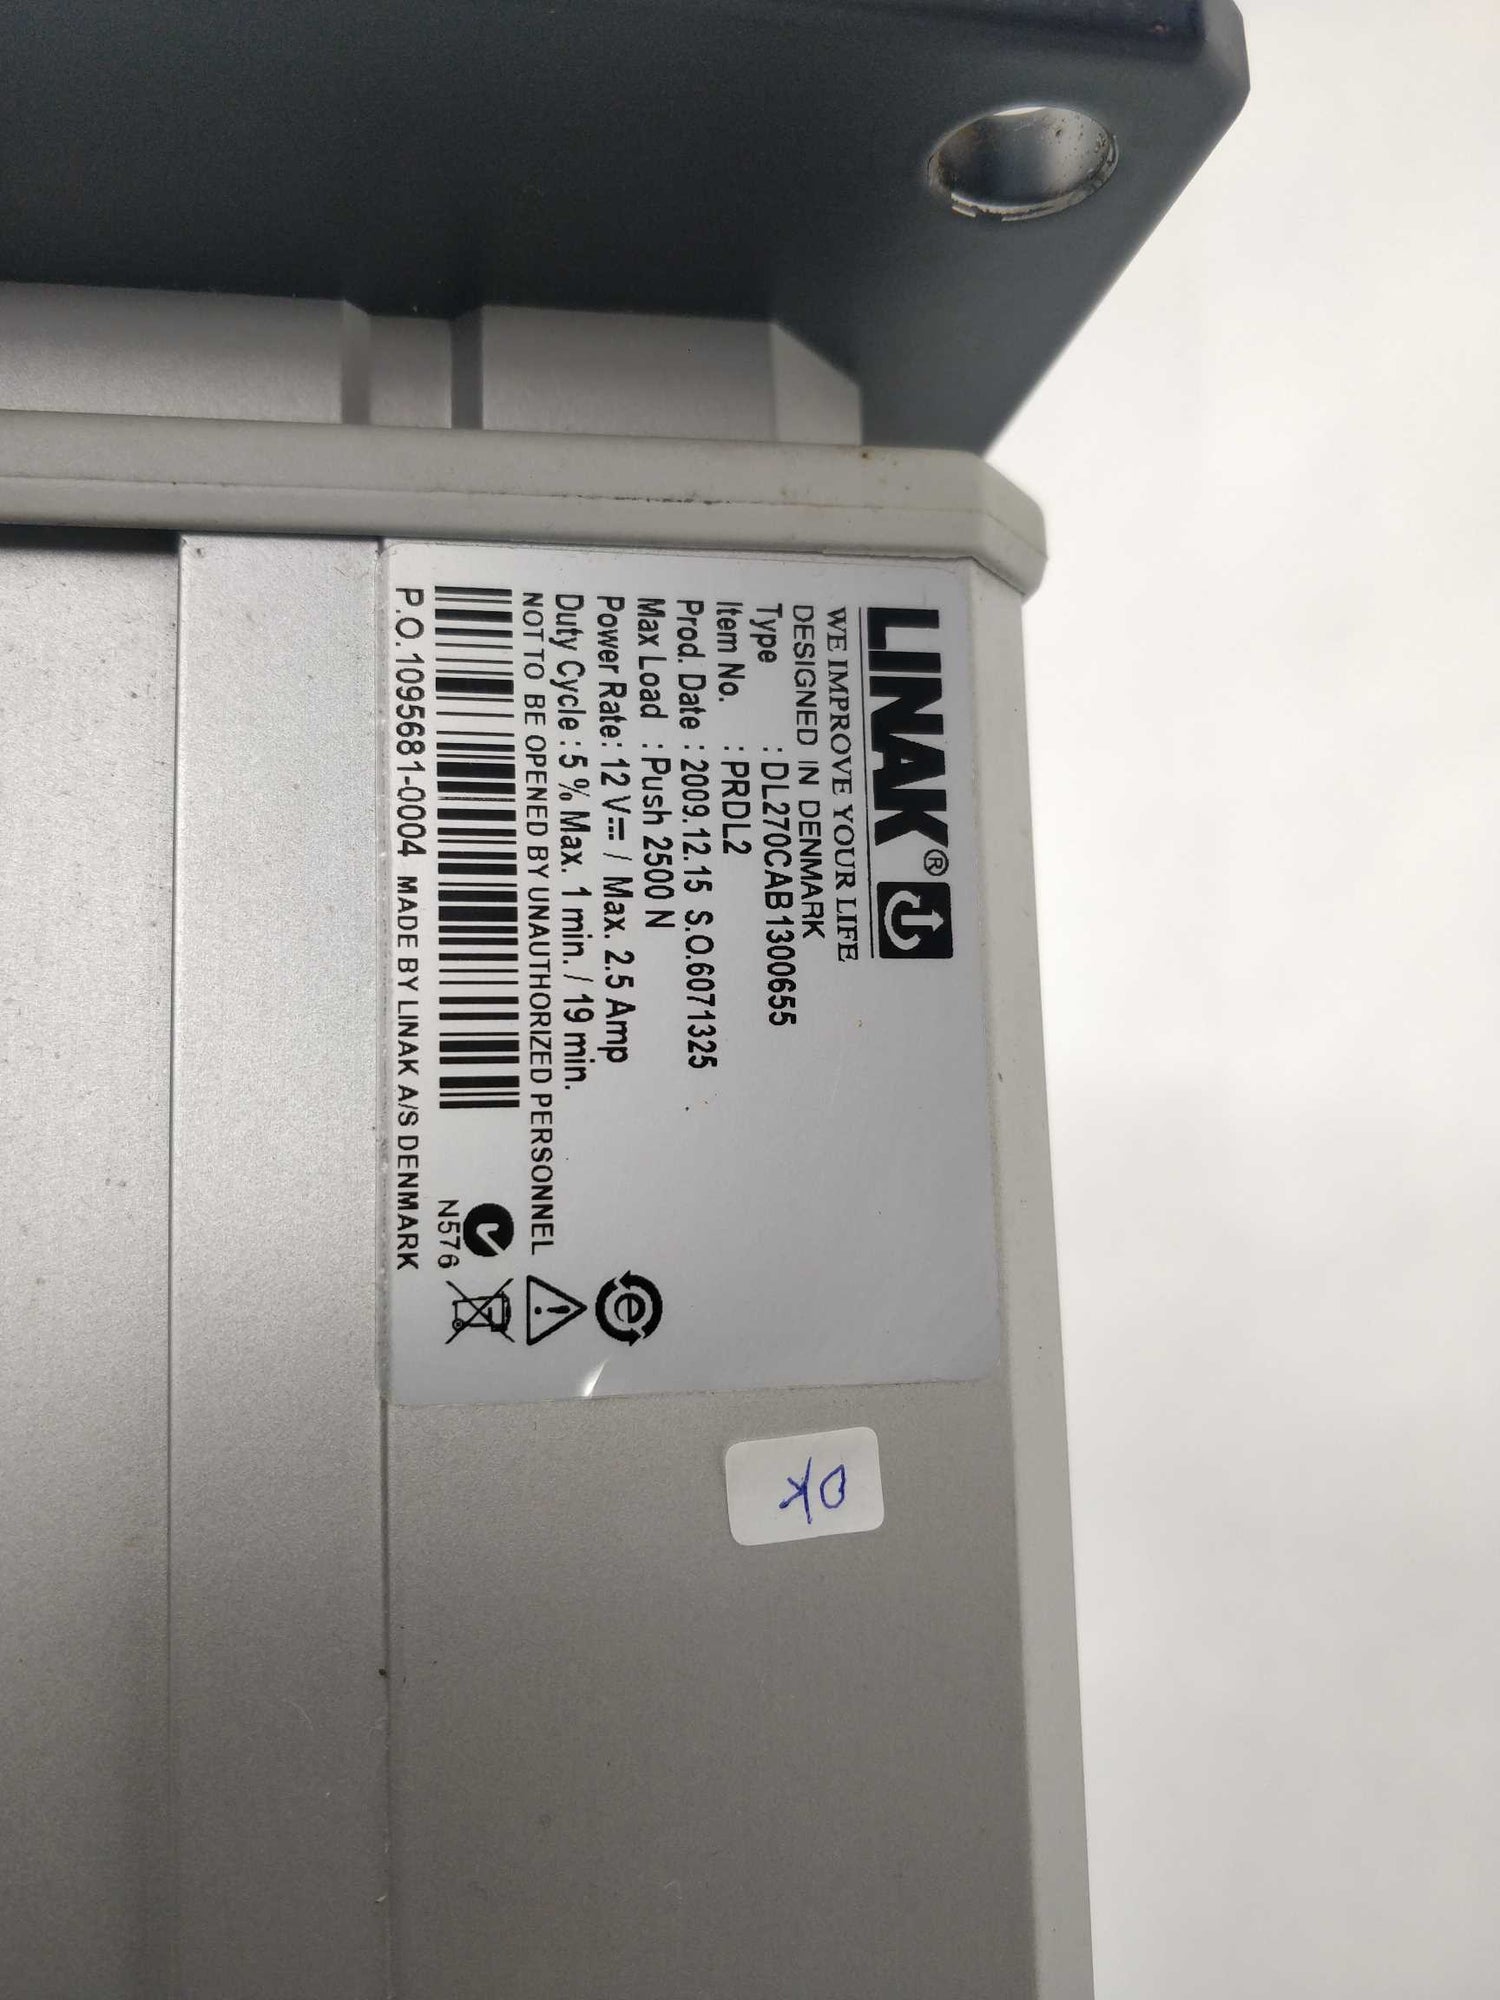 LINAK®
WE IMPROVE YOUR LIFE
DESIGNED IN DENMARK
Type : DL270CAB1300655
Item No. : PRDL2
Prod. Date : 2009.12.15 S.O.6071325
Max Load : Push 2500 N
Power Rate: 12 V⎓ / Max. 2.5 Amp
Duty Cycle : 5 % Max. 1 min. / 19 min.
NOT TO BE OPENED BY UNAUTHORIZED PERSONNEL
e
N576
P.O. 1095681-0004 MADE BY LINAK A/S DENMARK
OK